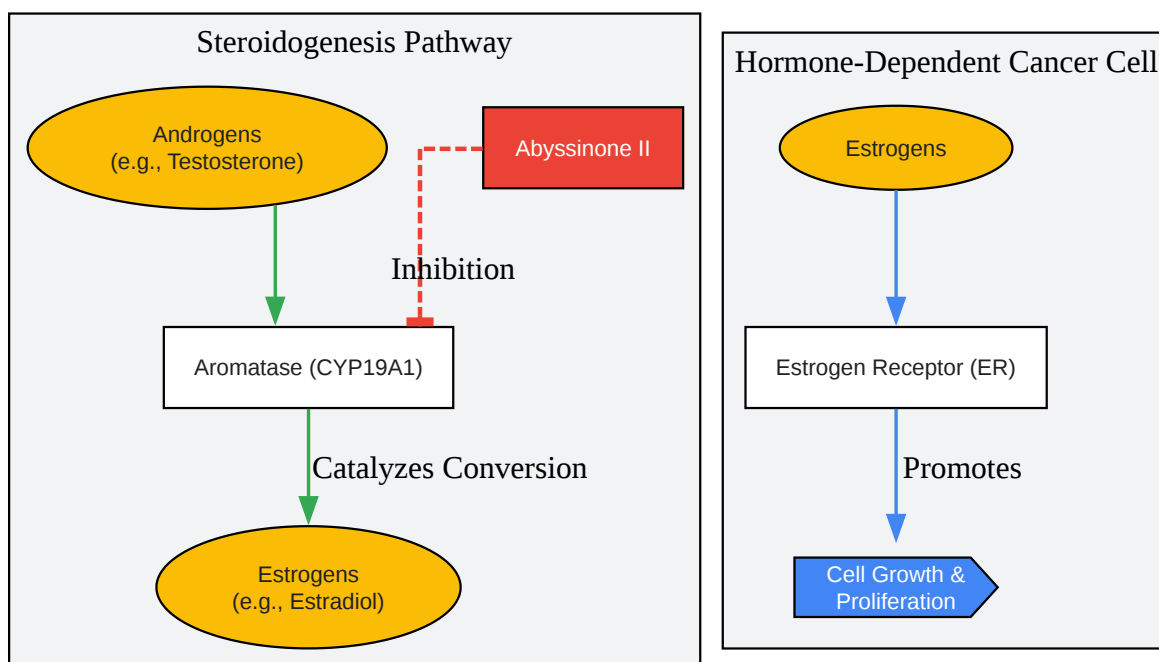 Steroidogenesis Pathway
Androgens
(e.g., Testosterone)
Abyssinone II
Inhibition
Aromatase (CYP19A1)
Catalyzes Conversion
Estrogens
(e.g., Estradiol)
Hormone-Dependent Cancer Cell
Estrogens
Estrogen Receptor (ER)
Promotes
Cell Growth &
Proliferation